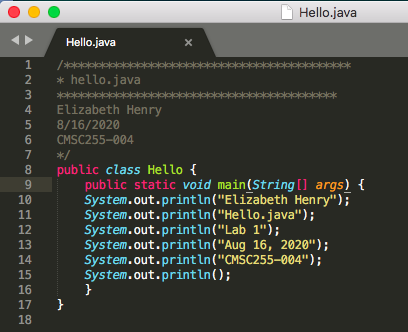 Hello.java
Hello.java ×
1 /****************************************
2 * hello.java
3 ***************************************
4 Elizabeth Henry
5 8/16/2020
6 CMSC255-004
7 */
8 public class Hello {
9     public static void main(String[] args) {
10     System.out.println("Elizabeth Henry");
11     System.out.println("Hello.java");
12     System.out.println("Lab 1");
13     System.out.println("Aug 16, 2020");
14     System.out.println("CMSC255-004");
15     System.out.println();
16     }
17 }
18